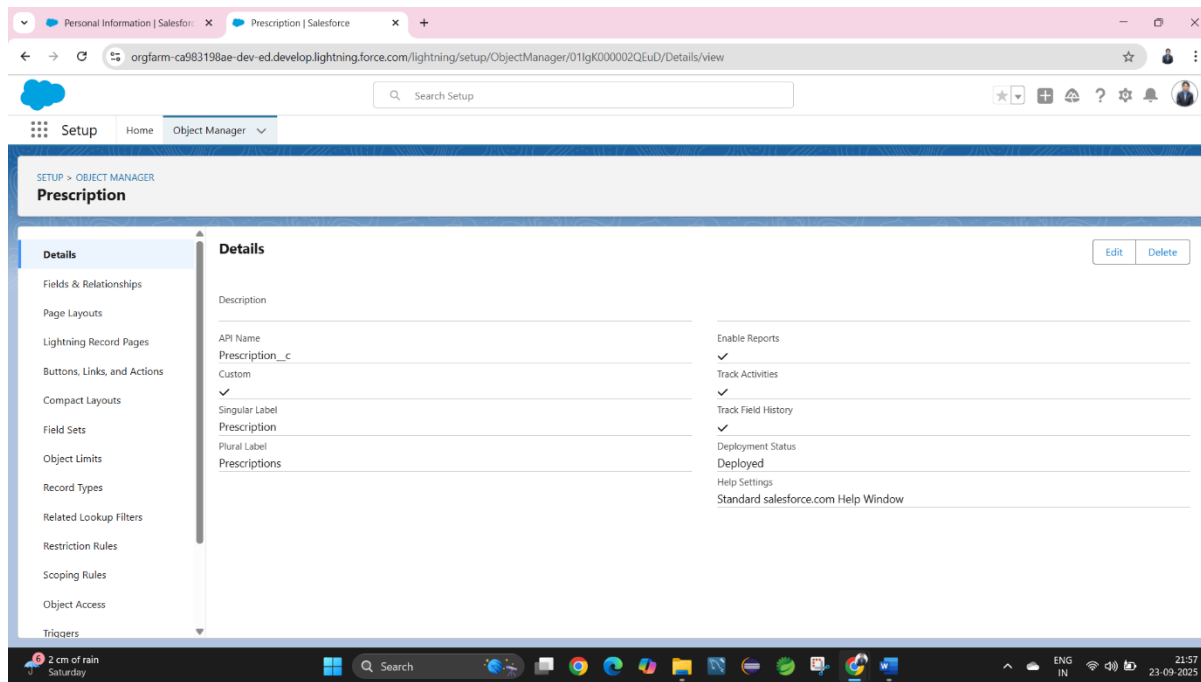 Personal Information | Salesforc
Prescription | Salesforce
orgfarm-ca983198ae-dev-ed.develop.lightning.force.com/lightning/setup/ObjectManager/01IgK000002QEuD/Details/view
Search Setup
Setup Home Object Manager
SETUP > OBJECT MANAGER
Prescription
Details
Fields & Relationships
Page Layouts
Lightning Record Pages
Buttons, Links, and Actions
Compact Layouts
Field Sets
Object Limits
Record Types
Related Lookup Filters
Restriction Rules
Scoping Rules
Object Access
Triggers
Details
Edit Delete
Description
API Name
Prescription__c
Custom
Singular Label
Prescription
Plural Label
Prescriptions
Enable Reports
Track Activities
Track Field History
Deployment Status
Deployed
Help Settings
Standard salesforce.com Help Window
6
2 cm of rain
Saturday
Search
ENG
IN
21:57
23-09-2025